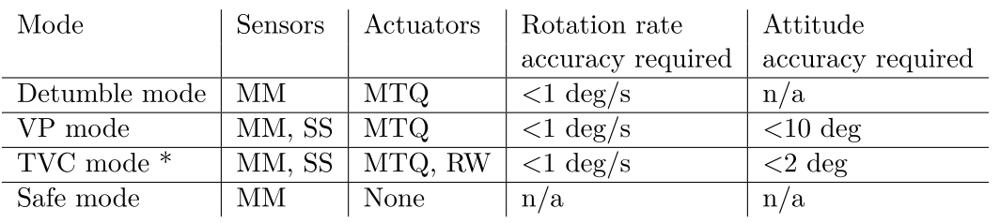 Mode Sensors Actuators Rotation rate Attitude
accuracy required accuracy required
Detumble mode MM MTQ <1 deg/s n/a
VP mode MM, SS MTQ <1 deg/s <10 deg
TVC mode * MM, SS MTQ, RW <1 deg/s <2 deg
Safe mode MM None n/a n/a